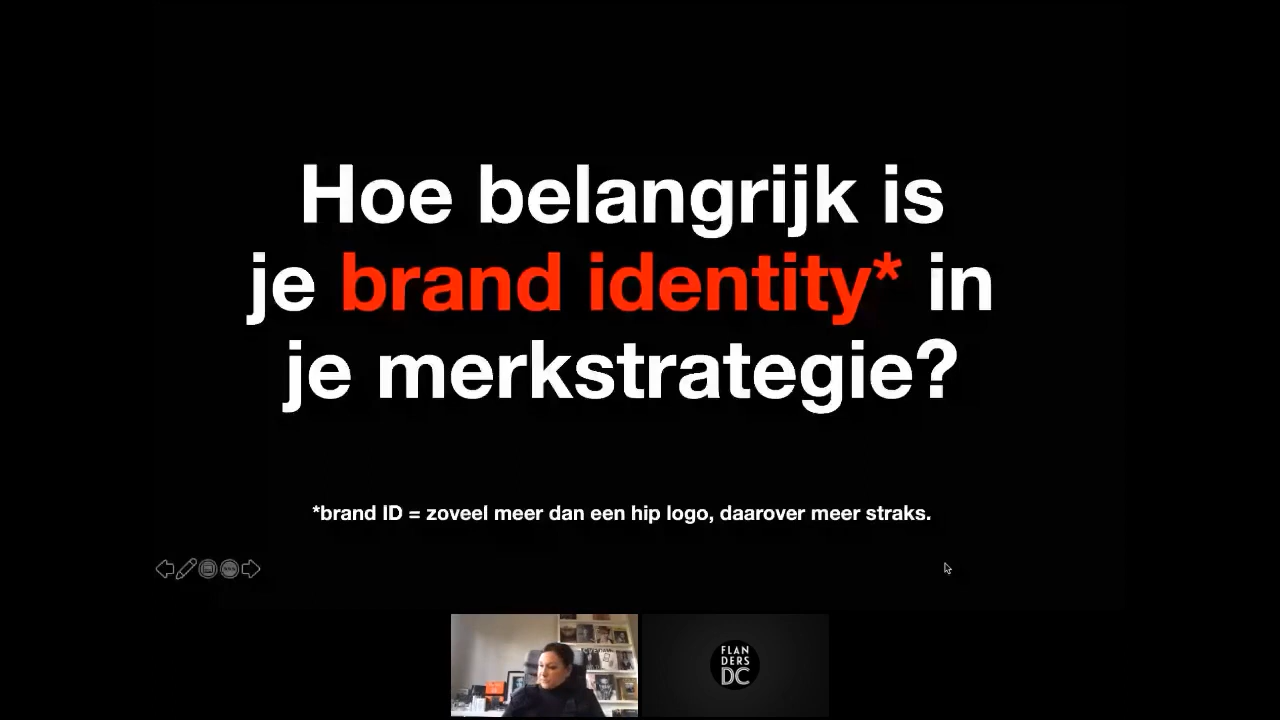 Hoe belangrijk is
je brand identity* in
je merkstrategie?
*brand ID = zoveel meer dan een hip logo, daarover meer straks.
FLAN
DERS
DC